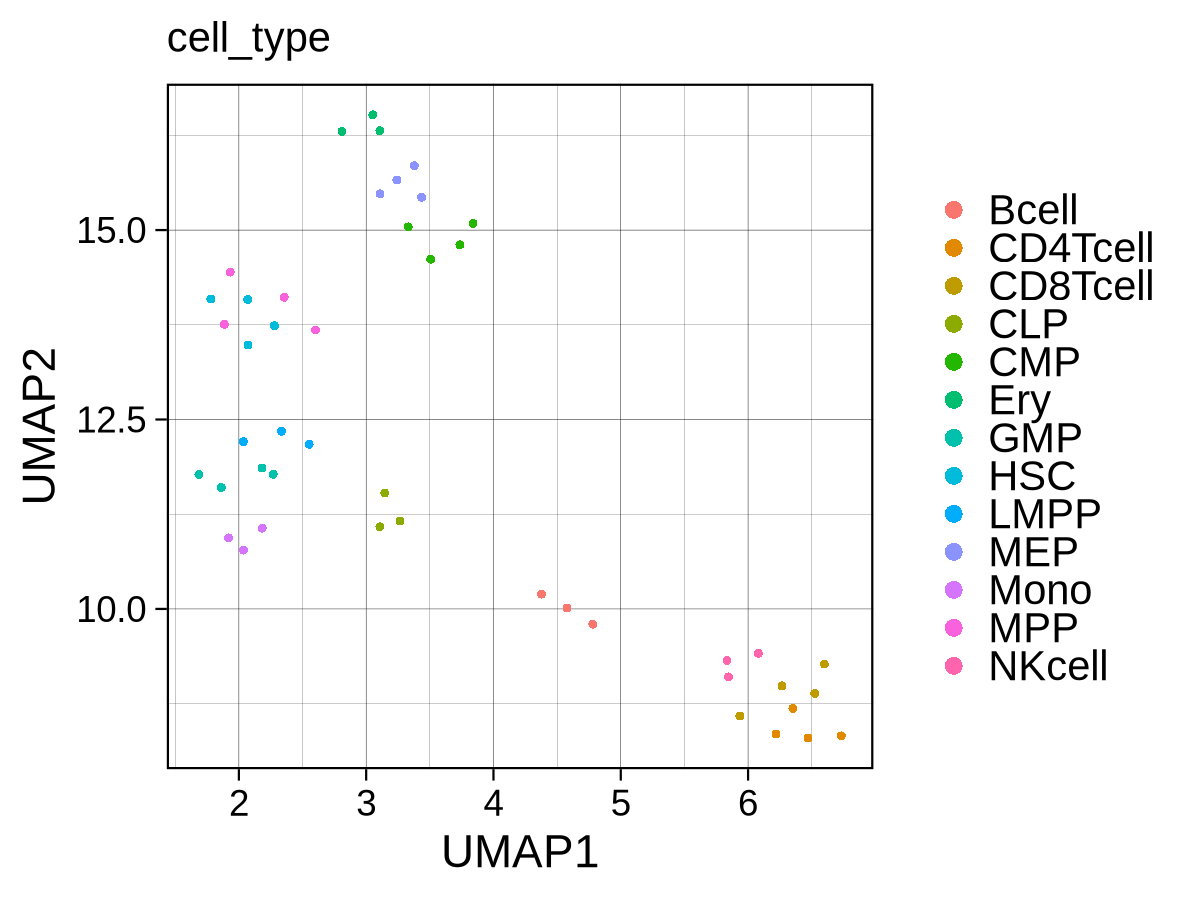 cell_type
UMAP2
15.0
12.5
10.0
2 3 4 5 6
UMAP1
Bcell
CD4Tcell
CD8Tcell
CLP
CMP
Ery
GMP
HSC
LMPP
MEP
Mono
MPP
NKcell